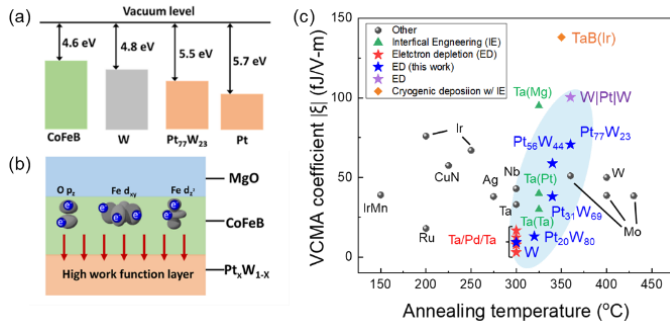 (a)
Vacuum level
4.6 eV
4.8 eV
5.5 eV
5.7 eV
CoFeB
W
Pt₇₇W₂₃
Pt
(b)
MgO
O pz
Fe dxy
Fe dz²
CoFeB
High work function layer
PtₓW₁₋ₓ
(c)
VCMA coefficient |ξ| (fJ/V-m)
150
100
50
0
Other
Interfical Engneering (IE)
Eletctron depletion (ED)
ED (this work)
ED
Cryogenic deposition w/ IE
TaB(Ir)
Ta(Mg)
W|Pt|W
Ir
Pt₅₆W₄₄
Pt₇₇W₂₃
CuN
Nb
Ag
Ta(Pt)
W
IrMn
Ta
Pt₃₁W₆₉
Mo
Ru
Ta(Ta)
Ta/Pd/Ta
Pt₂₀W₈₀
W
150 200 250 300 350 400 450
Annealing temperature (°C)